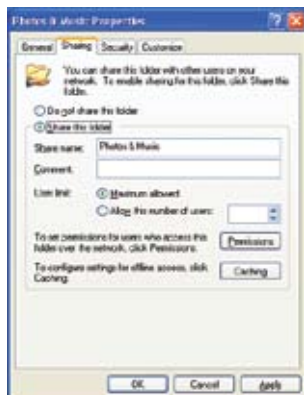 Photos & Music Properties
General Sharing Security Customize
You can share this folder with other users on your
network. To enable sharing for this folder, click Share this
folder.
Do not share this folder
Share this folder
Share name: Photos & Music
Comment:
User limit: Maximum allowed
Allow this number of users:
To set permissions for users who access this
folder over the network, click Permissions.
Permissions
To configure settings for offline access, click
Caching.
Caching
OK Cancel Apply